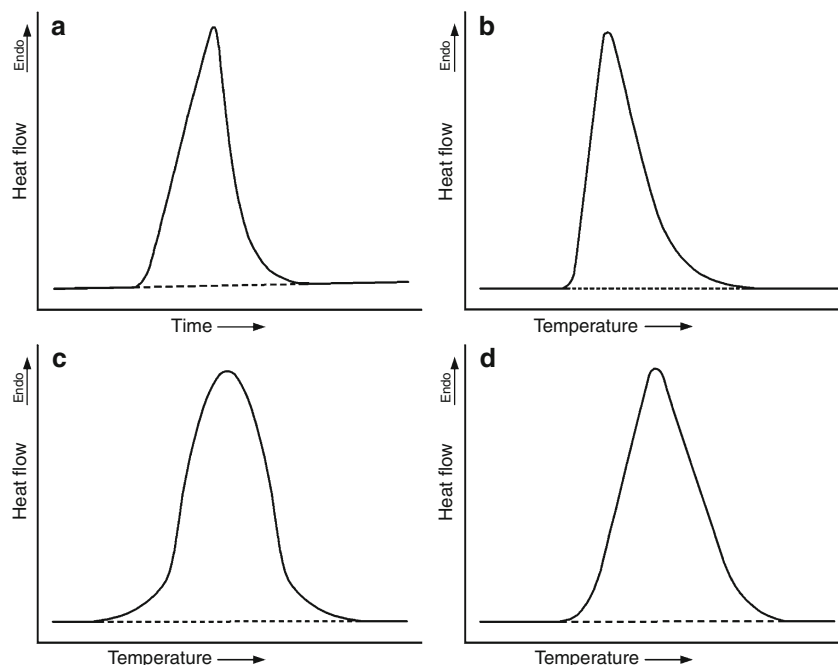 a
Endo
Heat flow
Time
b
Endo
Heat flow
Temperature
c
Endo
Heat flow
Temperature
d
Endo
Heat flow
Temperature